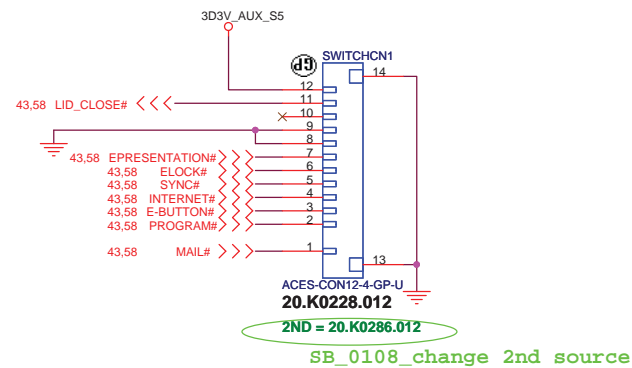 3D3V_AUX_S5
SWITCHCN1
14
12
43,58 LID_CLOSE# 11
10
9
8
43,58 EPRESENTATION# 7
43,58 ELOCK# 6
43,58 SYNC# 5
43,58 INTERNET# 4
43,58 E-BUTTON# 3
43,58 PROGRAM# 2
43,58 MAIL# 1
13
ACES-CON12-4-GP-U
20.K0228.012
2ND = 20.K0286.012
SB_0108_change 2nd source